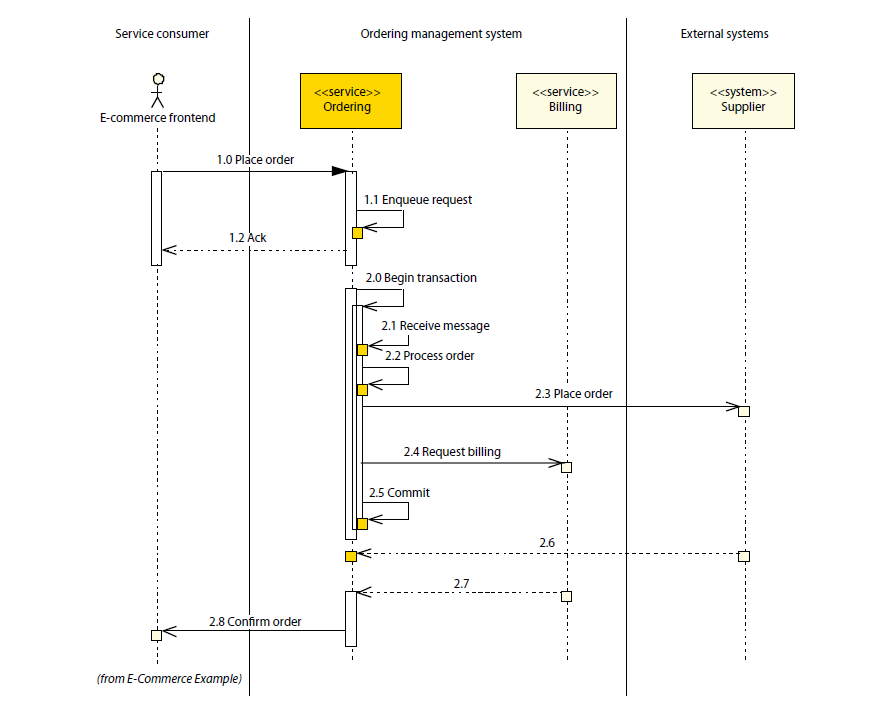 Service consumer
Ordering management system
External systems
<<service>>
Ordering
<<service>>
Billing
<<system>>
Supplier
E-commerce frontend
1.0 Place order
1.1 Enqueue request
1.2 Ack
2.0 Begin transaction
2.1 Receive message
2.2 Process order
2.3 Place order
2.4 Request billing
2.5 Commit
2.6
2.7
2.8 Confirm order
(from E-Commerce Example)